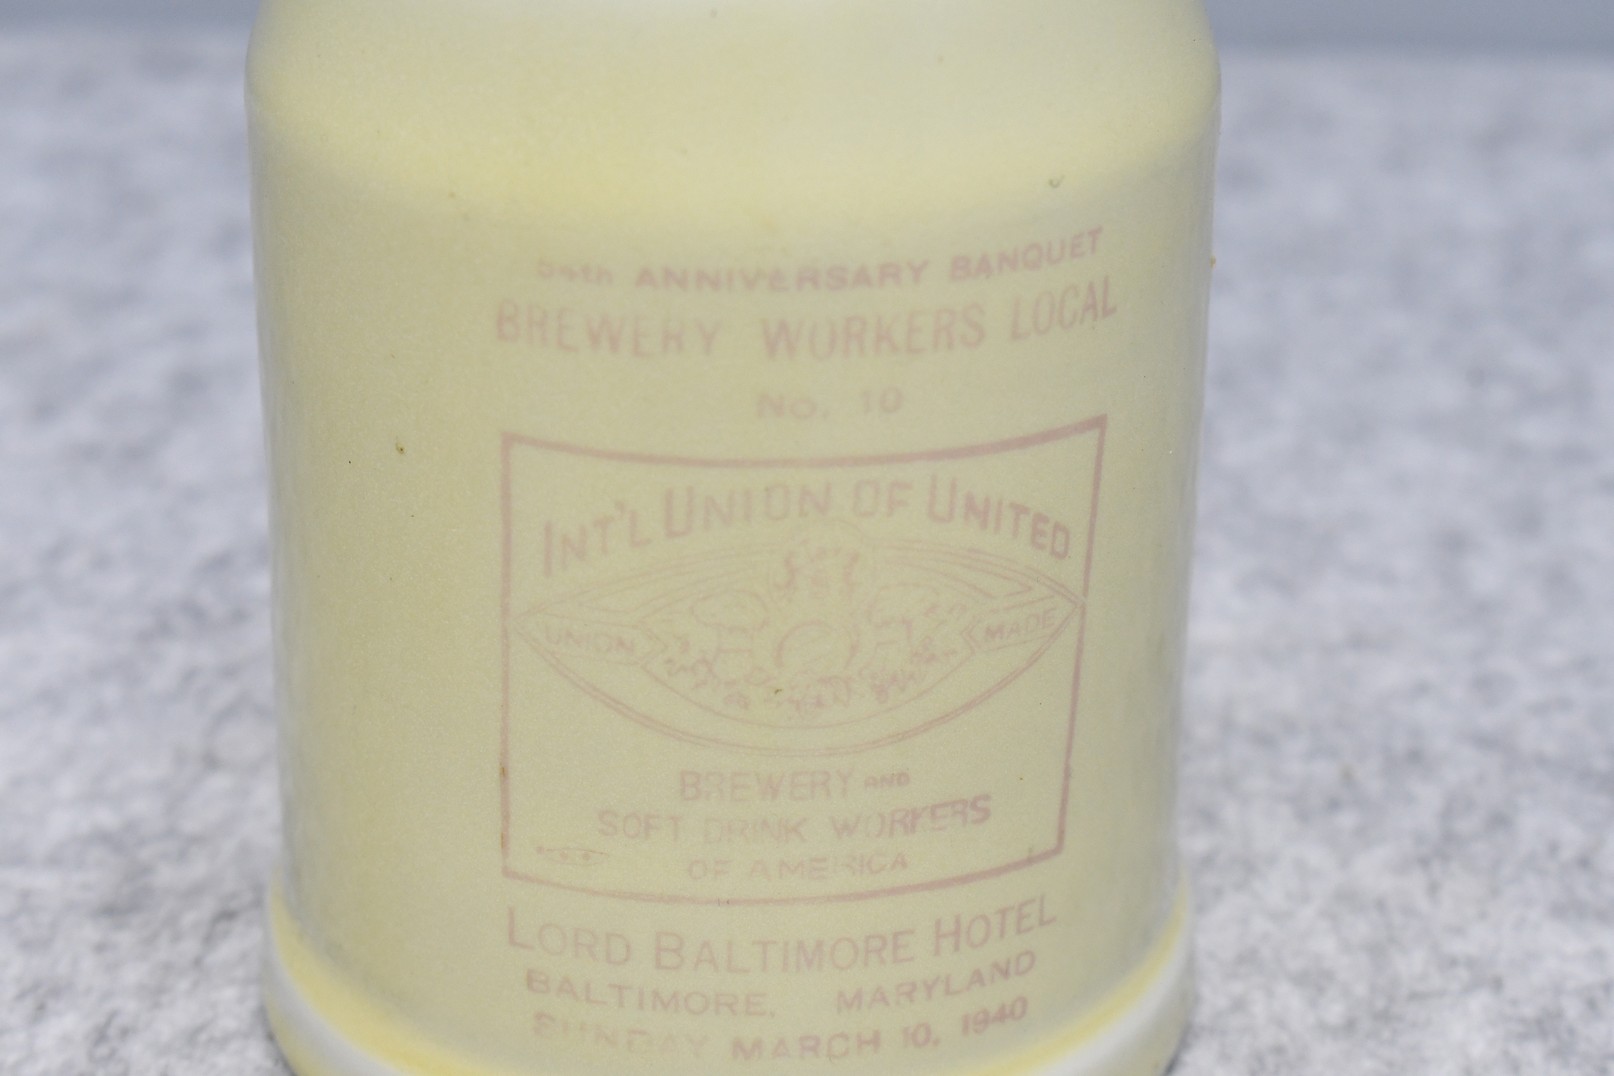 ANNIVERSARY BANQUET
BREWERY WORKERS LOCAL
No. 10
INT'L UNION OF UNITED
UNION MADE
BREWERY AND
SOFT DRINK WORKERS
OF AMERICA
LORD BALTIMORE HOTEL
BALTIMORE, MARYLAND
SUNDAY MARCH 10, 1940